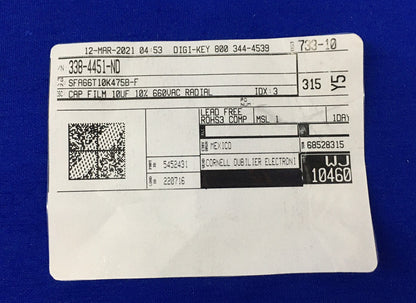 12-MAR-2021 04:53 DIGI-KEY 800 344-4539 733-10
338-4451-ND
SFA66T10K475B-F 315 Y5
CAP FILM 10UF 10% 660VAC RADIAL IDX:3
LEAD FREE
ROHS3 COMP MSL 1 1DAY
MEXICO 68528315
5452431 CORNELL DUBILIER ELECTRONI WJ
220716 10460